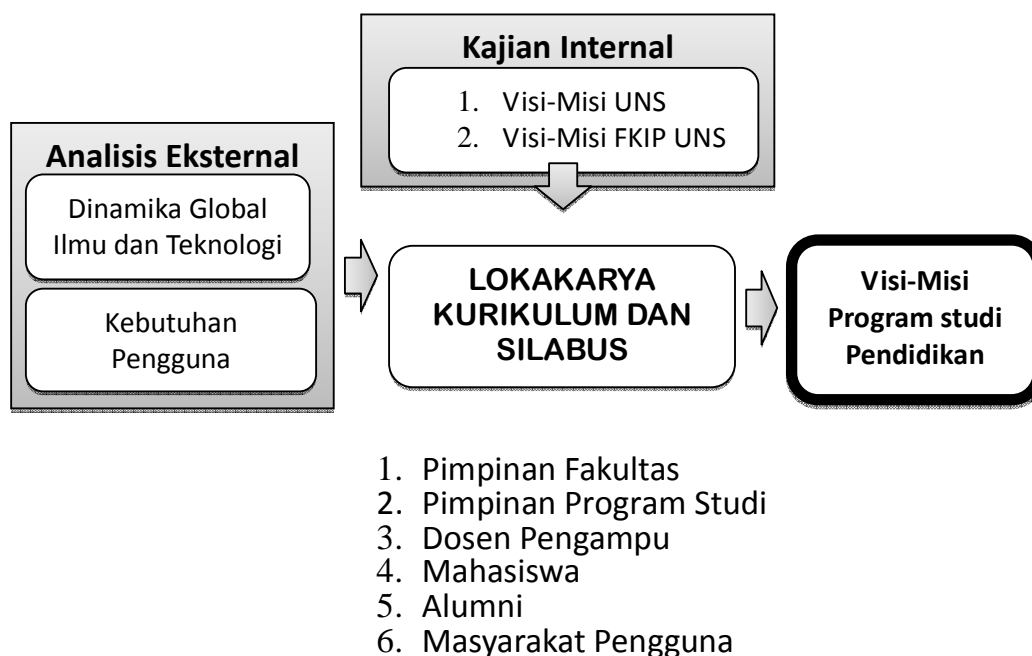 Kajian Internal
1. Visi-Misi UNS
2. Visi-Misi FKIP UNS
Analisis Eksternal
Dinamika Global
Ilmu dan Teknologi
Kebutuhan
Pengguna
LOKAKARYA
KURIKULUM DAN
SILABUS
Visi-Misi
Program studi
Pendidikan
1. Pimpinan Fakultas
2. Pimpinan Program Studi
3. Dosen Pengampu
4. Mahasiswa
5. Alumni
6. Masyarakat Pengguna